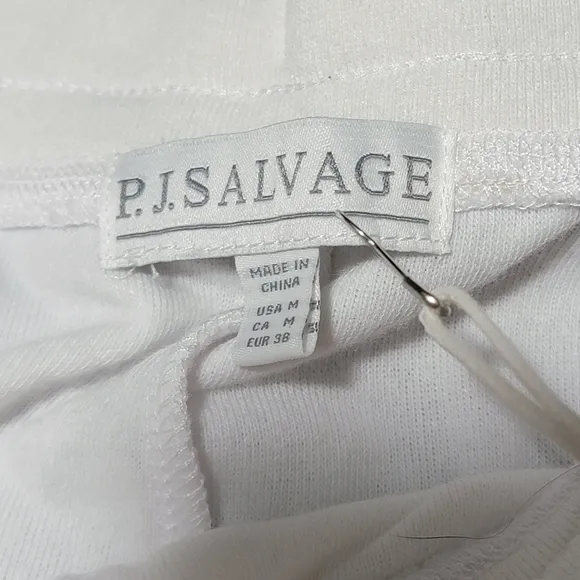 P.J.SALVAGE
MADE IN
CHINA
USA M
CA M
EUR 38